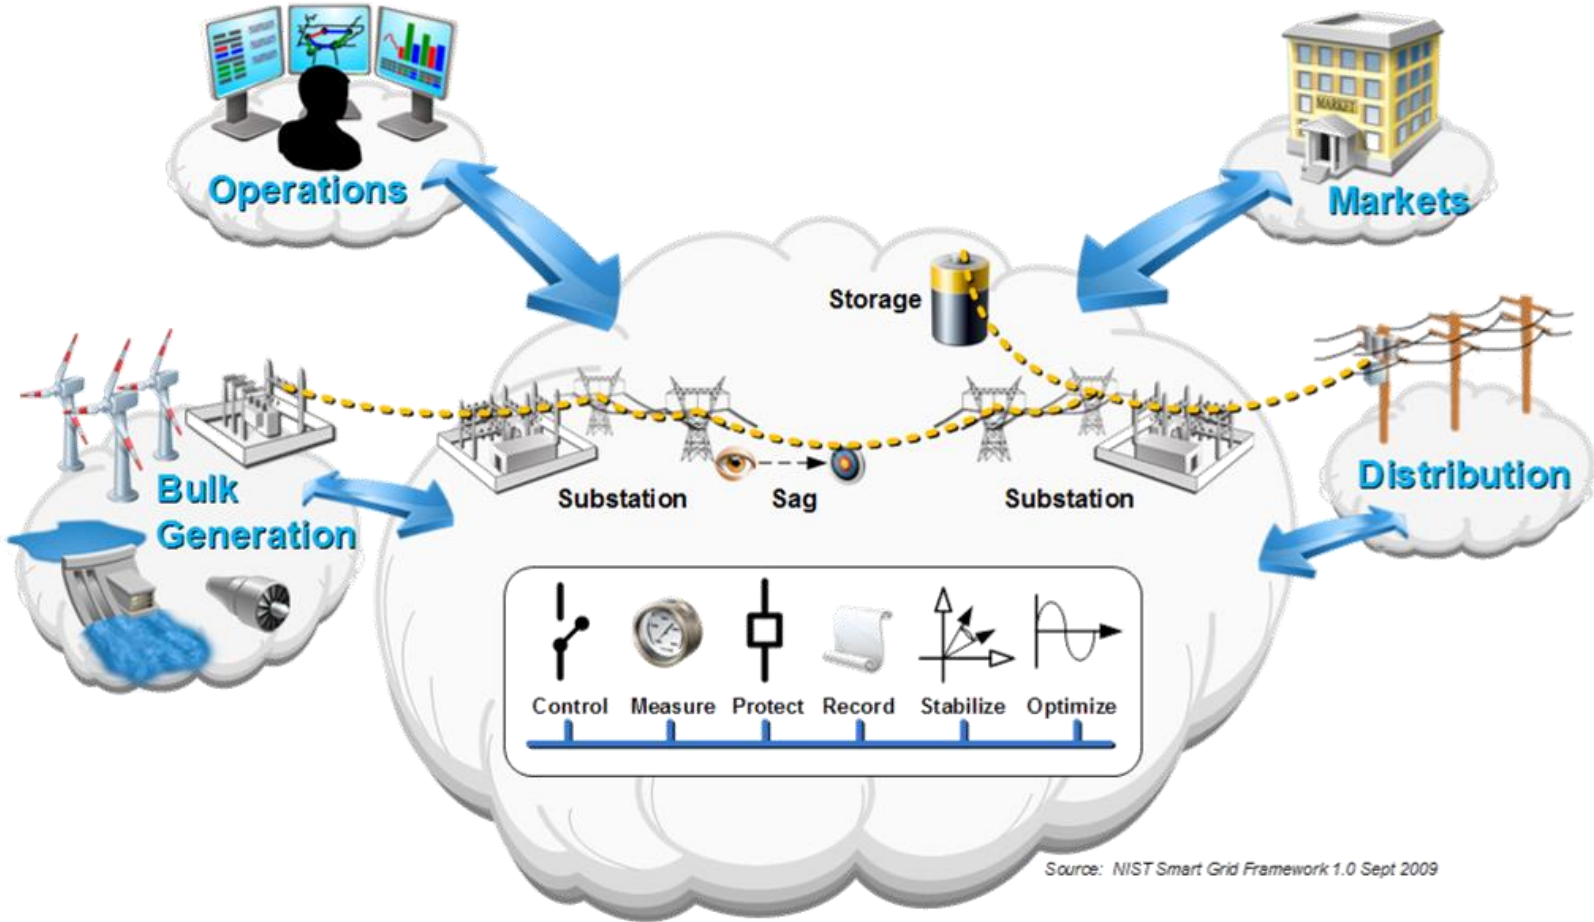 Operations
MARKET
Markets
Storage
Bulk
Generation
Substation
Sag
Substation
Distribution
Control
Measure
Protect
Record
Stabilize
Optimize
Source: NIST Smart Grid Framework 1.0 Sept 2009